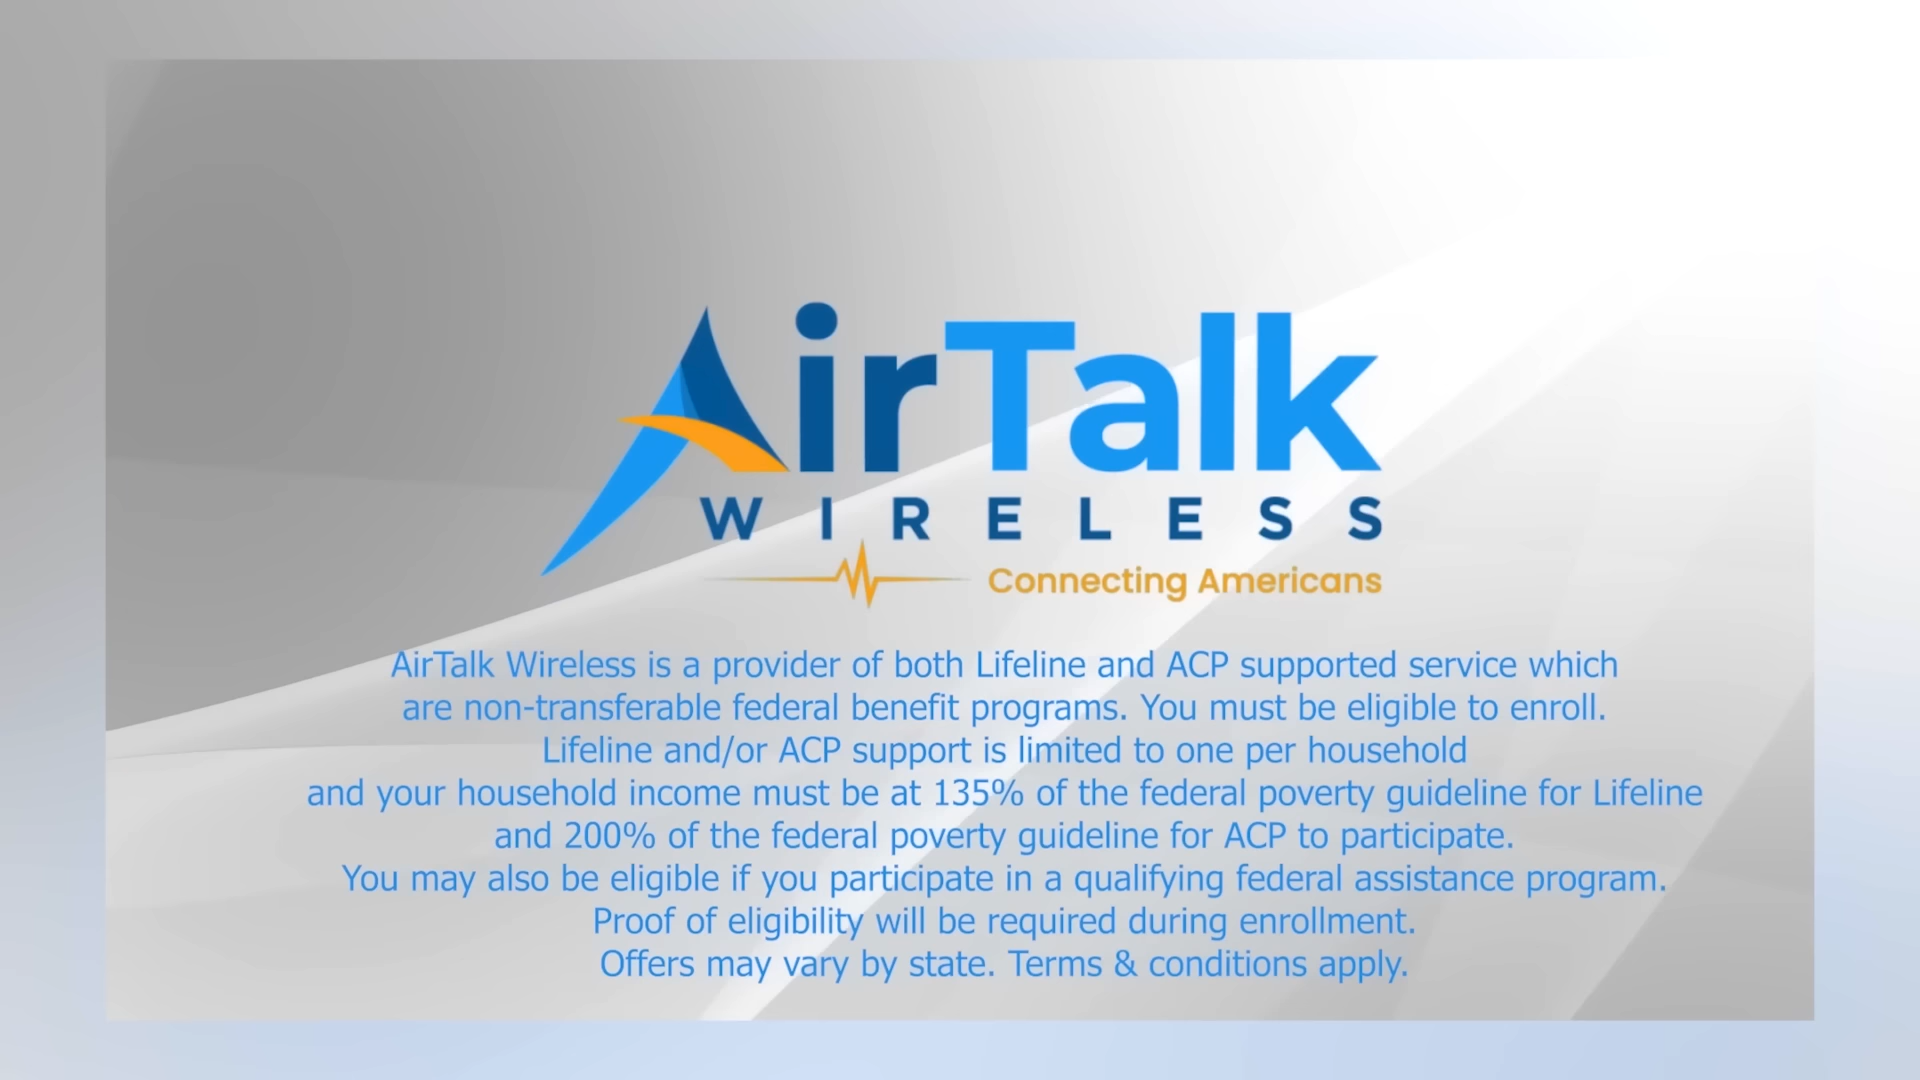 AirTalk
WIRELESS
Connecting Americans
AirTalk Wireless is a provider of both Lifeline and ACP supported service which
are non-transferable federal benefit programs. You must be eligible to enroll.
Lifeline and/or ACP support is limited to one per household
and your household income must be at 135% of the federal poverty guideline for Lifeline
and 200% of the federal poverty guideline for ACP to participate.
You may also be eligible if you participate in a qualifying federal assistance program.
Proof of eligibility will be required during enrollment.
Offers may vary by state. Terms & conditions apply.